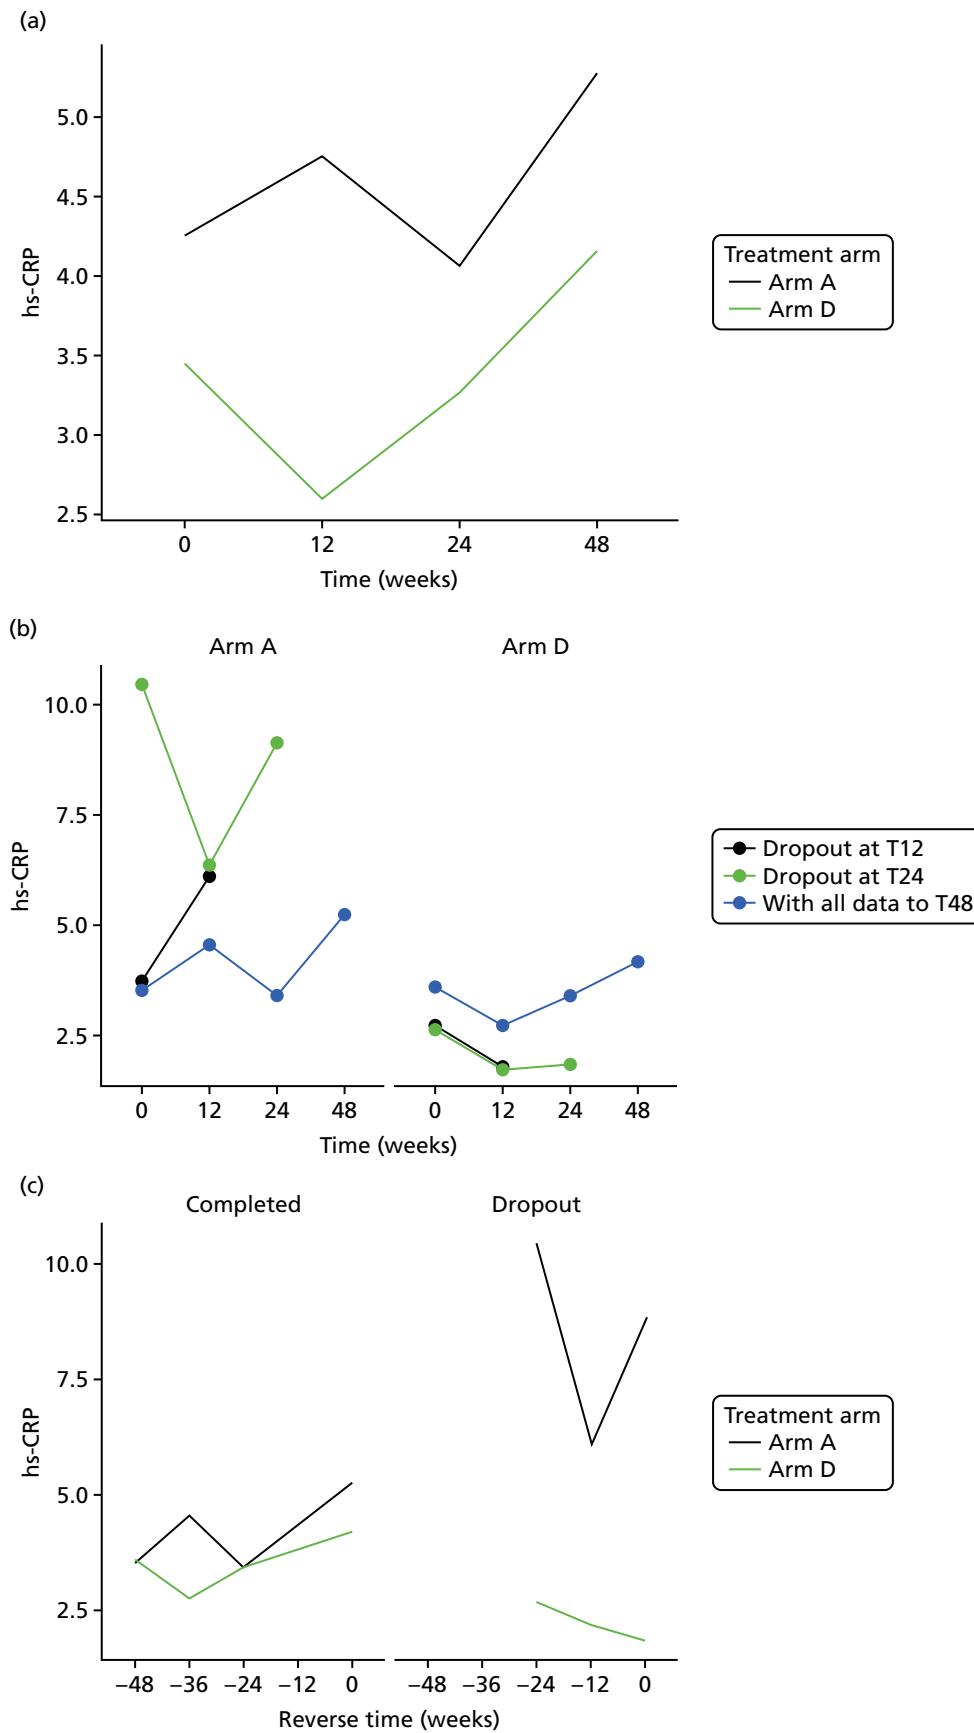 (a)
5.0
4.5
4.0
3.5
3.0
2.5
hs-CRP
0 12 24 48
Time (weeks)
Treatment arm
Arm A
Arm D
(b)
Arm A Arm D
10.0
7.5
5.0
2.5
hs-CRP
0 12 24 48 0 12 24 48
Time (weeks)
Dropout at T12
Dropout at T24
With all data to T48
(c)
Completed Dropout
10.0
7.5
5.0
2.5
hs-CRP
−48 −36 −24 −12 0 −48 −36 −24 −12 0
Reverse time (weeks)
Treatment arm
Arm A
Arm D